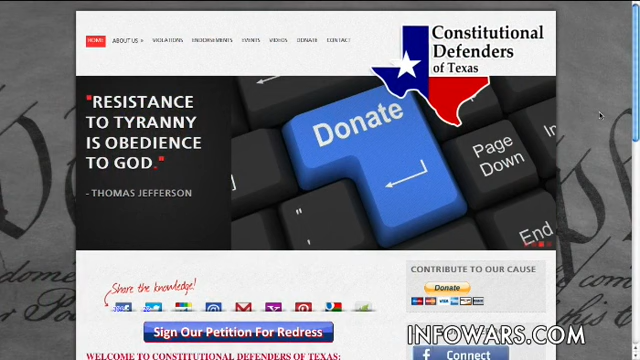 Constitutional
Defenders
of Texas
HOME ABOUT US » VIOLATIONS ENDORSEMENTS EVENTS VIDEOS DONATE CONTACT
"RESISTANCE
TO TYRANNY
IS OBEDIENCE
TO GOD."
- THOMAS JEFFERSON
Donate
Page
Down
"
'
End
CONTRIBUTE TO OUR CAUSE
Donate
VISA
Share the knowledge!
Sign Our Petition For Redress
INFOWARS.COM
f Connect
WELCOME TO CONSTITUTIONAL DEFENDERS OF TEXAS: